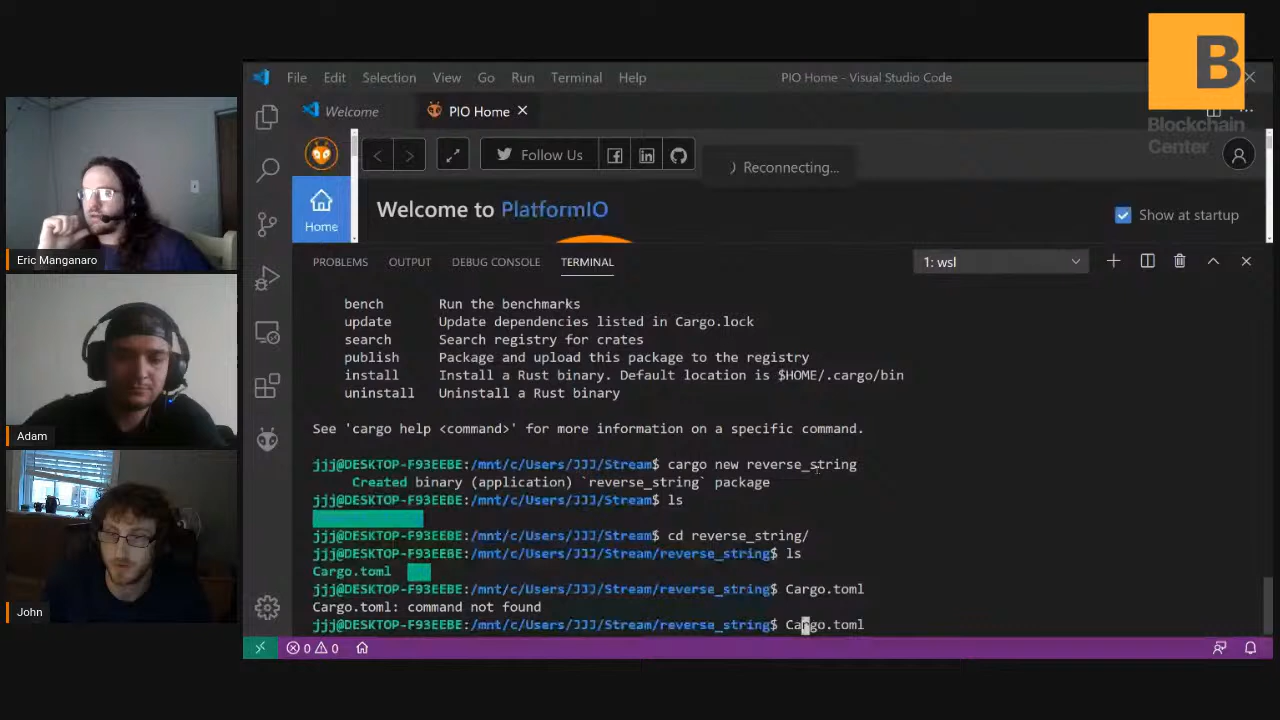 B
Blockchain
Center
File Edit Selection View Go Run Terminal Help
PIO Home - Visual Studio Code
Welcome
PIO Home
Follow Us
Reconnecting...
Home
Welcome to PlatformIO
Show at startup
PROBLEMS OUTPUT DEBUG CONSOLE TERMINAL
1: wsl
bench Run the benchmarks
update Update dependencies listed in Cargo.lock
search Search registry for crates
publish Package and upload this package to the registry
install Install a Rust binary. Default location is $HOME/.cargo/bin
uninstall Uninstall a Rust binary
See 'cargo help <command>' for more information on a specific command.
jjj@DESKTOP-F93EEBE:/mnt/c/Users/JJJ/Stream$ cargo new reverse_string
Created binary (application) `reverse_string` package
jjj@DESKTOP-F93EEBE:/mnt/c/Users/JJJ/Stream$ ls
jjj@DESKTOP-F93EEBE:/mnt/c/Users/JJJ/Stream$ cd reverse_string/
jjj@DESKTOP-F93EEBE:/mnt/c/Users/JJJ/Stream/reverse_string$ ls
Cargo.toml
jjj@DESKTOP-F93EEBE:/mnt/c/Users/JJJ/Stream/reverse_string$ Cargo.toml
Cargo.toml: command not found
jjj@DESKTOP-F93EEBE:/mnt/c/Users/JJJ/Stream/reverse_string$ Cargo.toml
0 0
Eric Manganaro
Adam
John